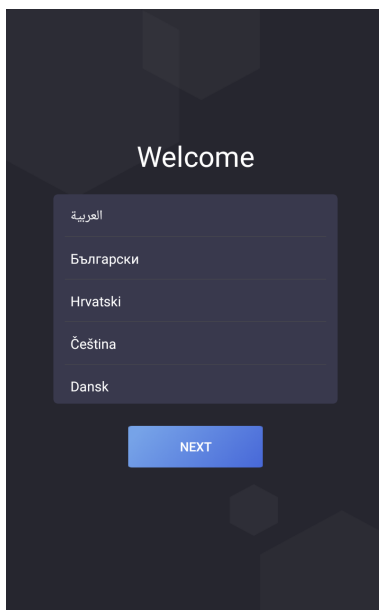 Welcome
العربية
Български
Hrvatski
Čeština
Dansk
NEXT